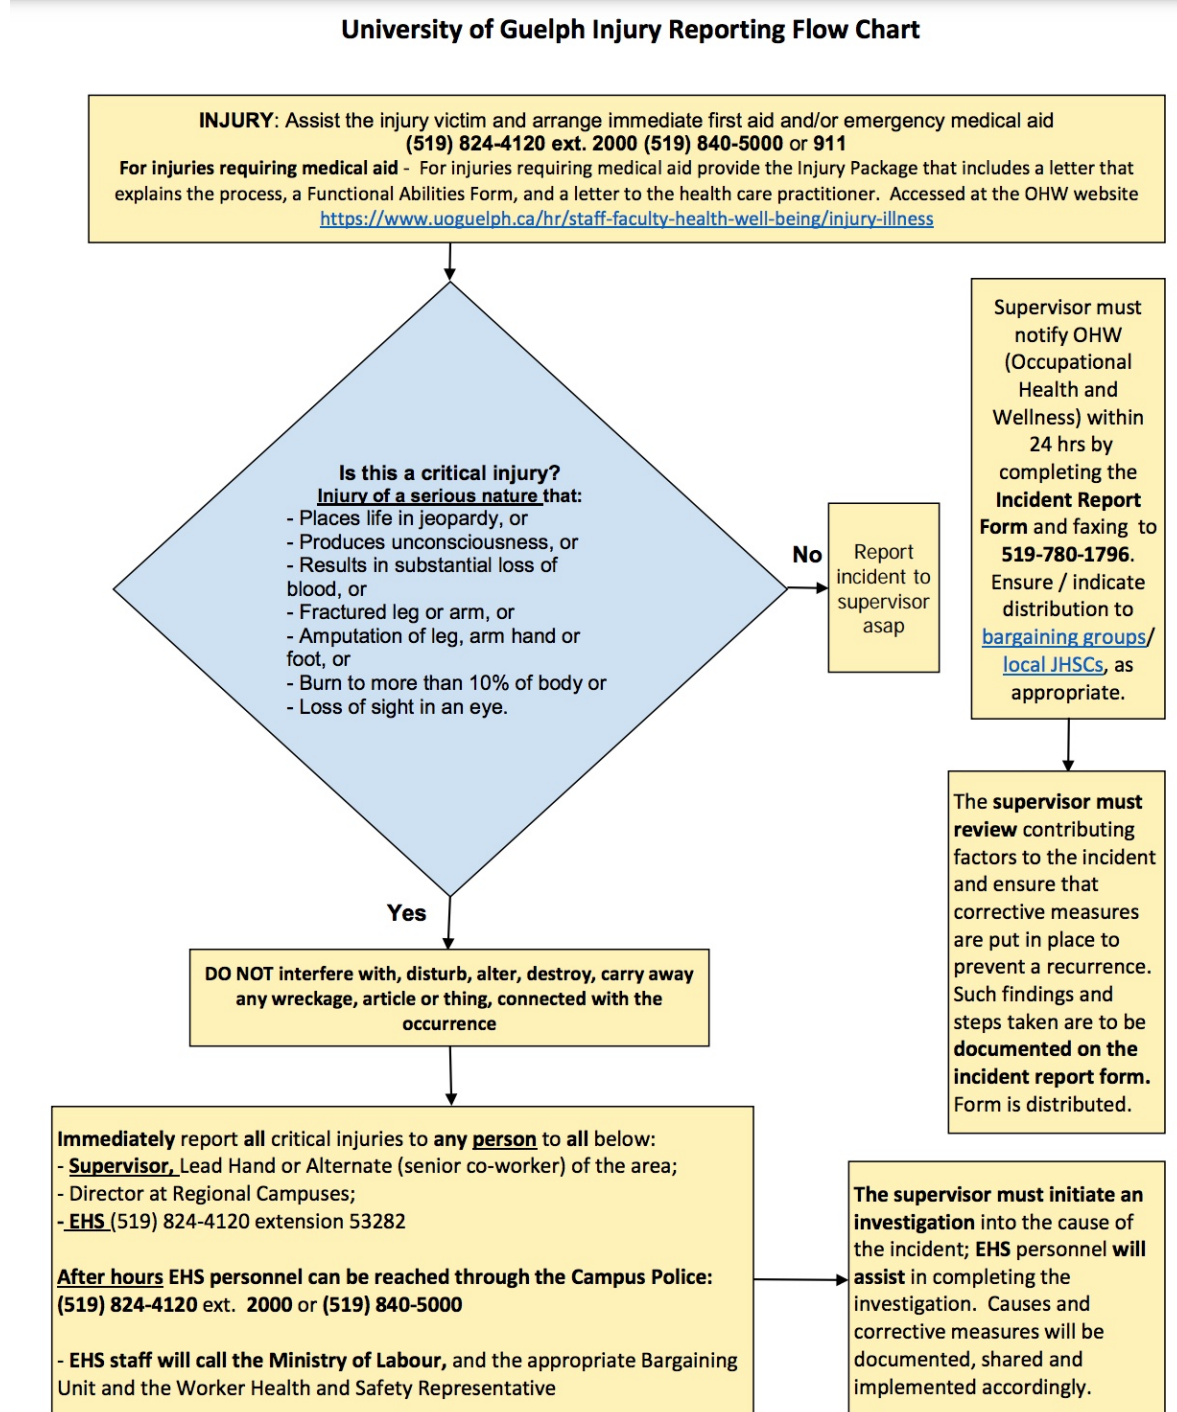 University of Guelph Injury Reporting Flow Chart
INJURY: Assist the injury victim and arrange immediate first aid and/or emergency medical aid
(519) 824-4120 ext. 2000 (519) 840-5000 or 911
For injuries requiring medical aid - For injuries requiring medical aid provide the Injury Package that includes a letter that
explains the process, a Functional Abilities Form, and a letter to the health care practitioner. Accessed at the OHW website
https://www.uoguelph.ca/hr/staff-faculty-health-well-being/injury-illness
Is this a critical injury?
Injury of a serious nature that:
- Places life in jeopardy, or
- Produces unconsciousness, or
- Results in substantial loss of
blood, or
- Fractured leg or arm, or
- Amputation of leg, arm hand or
foot, or
- Burn to more than 10% of body or
- Loss of sight in an eye.
No
Report
incident to
supervisor
asap
Supervisor must
notify OHW
(Occupational
Health and
Wellness) within
24 hrs by
completing the
Incident Report
Form and faxing to
519-780-1796.
Ensure / indicate
distribution to
bargaining groups/
local JHSCs, as
appropriate.
The supervisor must
review contributing
factors to the incident
and ensure that
corrective measures
are put in place to
prevent a recurrence.
Such findings and
steps taken are to be
documented on the
incident report form.
Form is distributed.
Yes
DO NOT interfere with, disturb, alter, destroy, carry away
any wreckage, article or thing, connected with the
occurrence
Immediately report all critical injuries to any person to all below:
- Supervisor, Lead Hand or Alternate (senior co-worker) of the area;
- Director at Regional Campuses;
- EHS (519) 824-4120 extension 53282
After hours EHS personnel can be reached through the Campus Police:
(519) 824-4120 ext. 2000 or (519) 840-5000
- EHS staff will call the Ministry of Labour, and the appropriate Bargaining
Unit and the Worker Health and Safety Representative
The supervisor must initiate an
investigation into the cause of
the incident; EHS personnel will
assist in completing the
investigation. Causes and
corrective measures will be
documented, shared and
implemented accordingly.